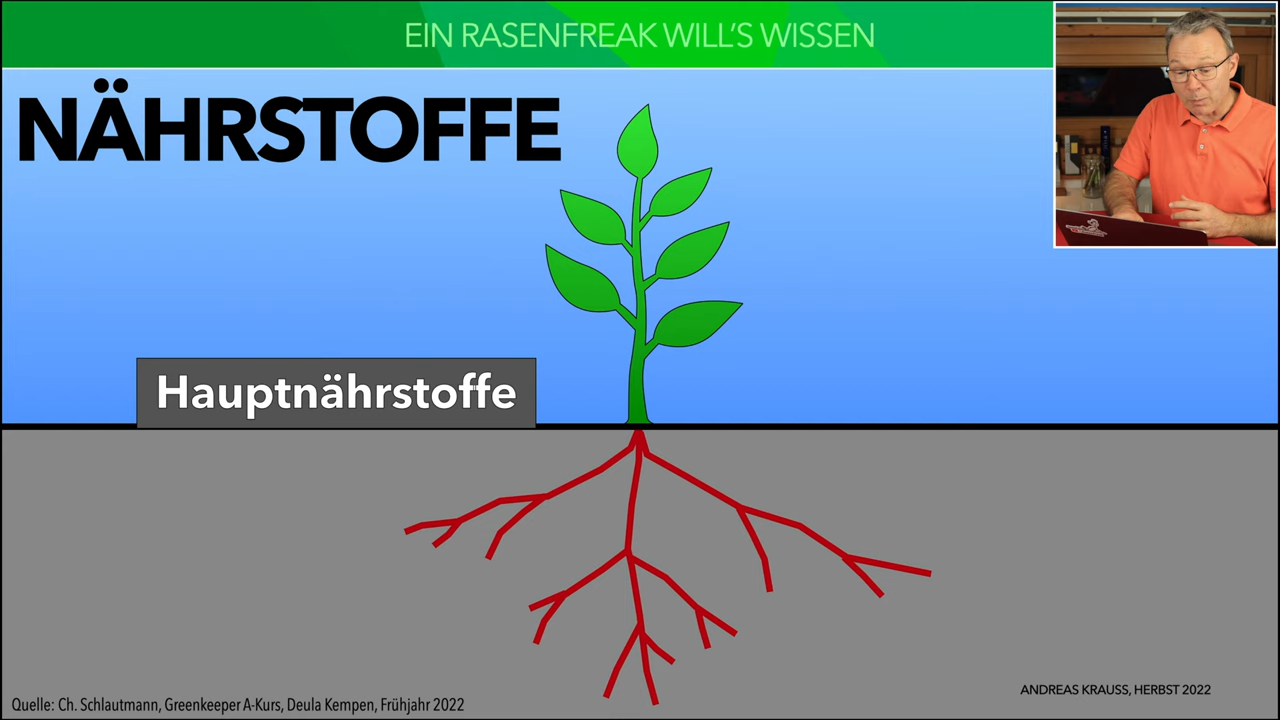 EIN RASENFREAK WILL'S WISSEN
NÄHRSTOFFE
Hauptnährstoffe
ANDREAS KRAUSS, HERBST 2022
Quelle: Ch. Schlautmann, Greenkeeper A-Kurs, Deula Kempen, Frühjahr 2022